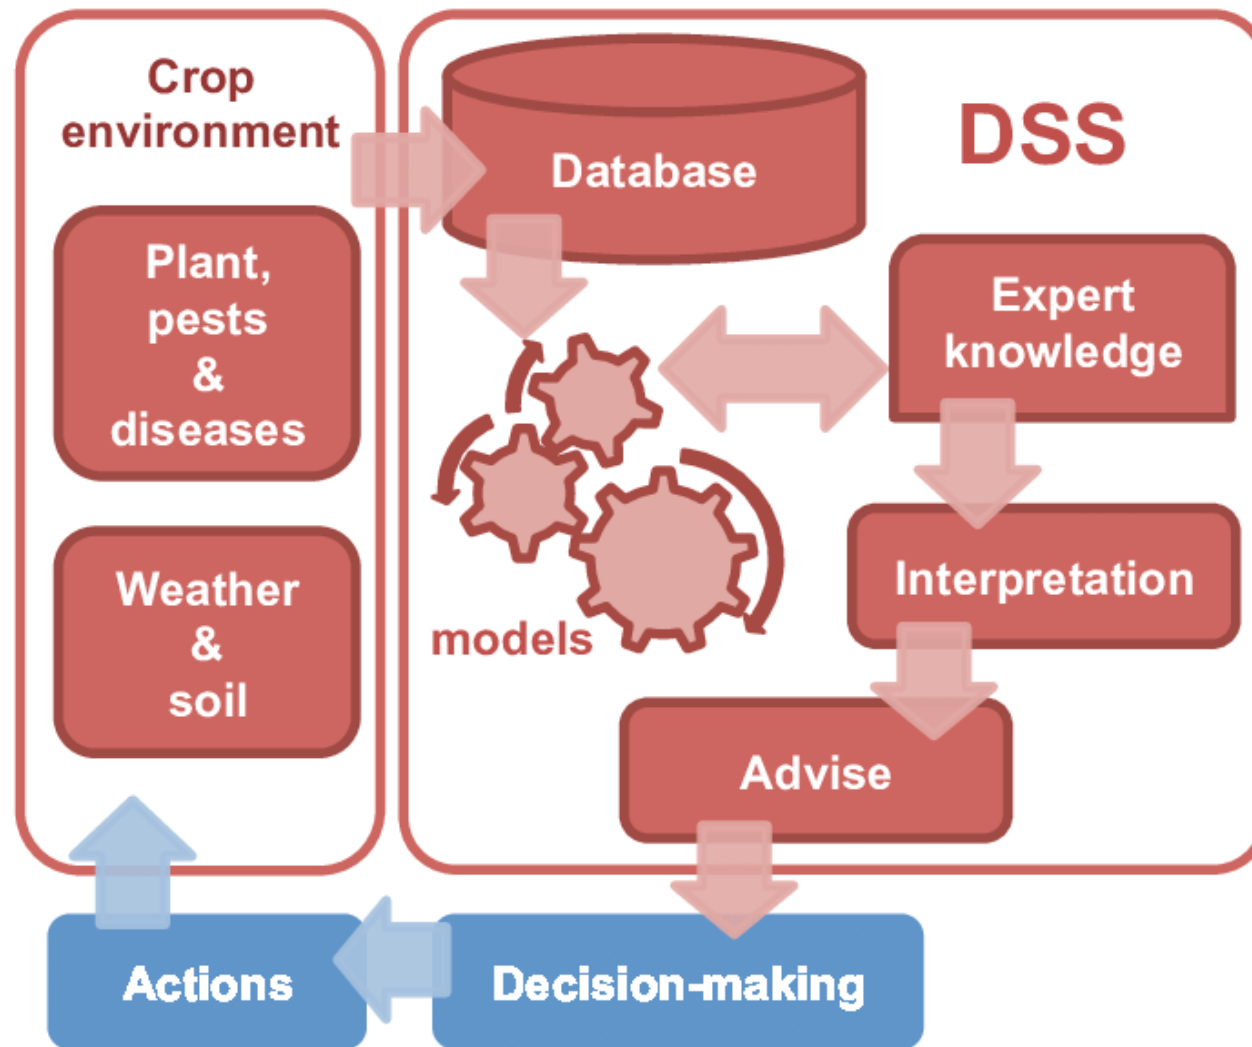 Crop
environment
Plant,
pests
&
diseases
Weather
&
soil
DSS
Database
Expert
knowledge
models
Interpretation
Advise
Decision-making
Actions